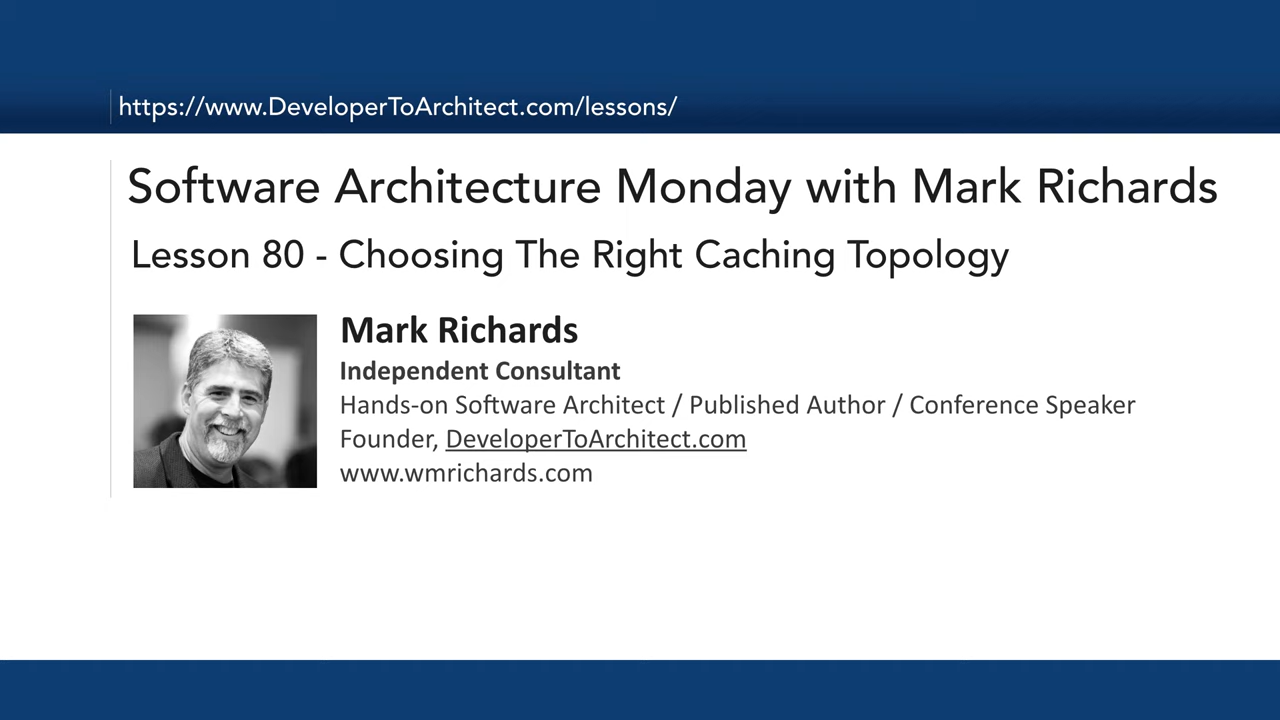 https://www.DeveloperToArchitect.com/lessons/
Software Architecture Monday with Mark Richards
Lesson 80 - Choosing The Right Caching Topology
Mark Richards
Independent Consultant
Hands-on Software Architect / Published Author / Conference Speaker
Founder, DeveloperToArchitect.com
www.wmrichards.com